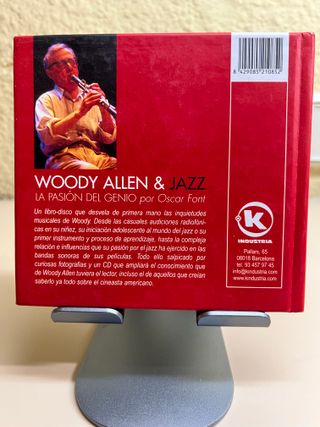 8 429085 210852
WOODY ALLEN & JAZZ
LA PASIÓN DEL GENIO por Oscar Font
Un libro-disco que desvela de primera mano las inquietudes
musicales de Woody. Desde las casuales audiciones radiofóni-
cas en su niñez, su iniciación adolescente al mundo del jazz o su
primer instrumento y proceso de aprendizaje, hasta la compleja
relación e influencias que su pasión por el jazz ha ejercido en las
bandas sonoras de sus películas. Todo ello salpicado por
curiosas fotografías y un CD que ampliará el conocimiento que
de Woody Allen tuviera el lector, incluso el de aquellos que creían
saberlo ya todo sobre el cineasta americano.
K
INDUSTRIA
Pallars, 65
08018 Barcelona
tel. 93 457 97 45
info@kindustria.com
www.kindustria.com